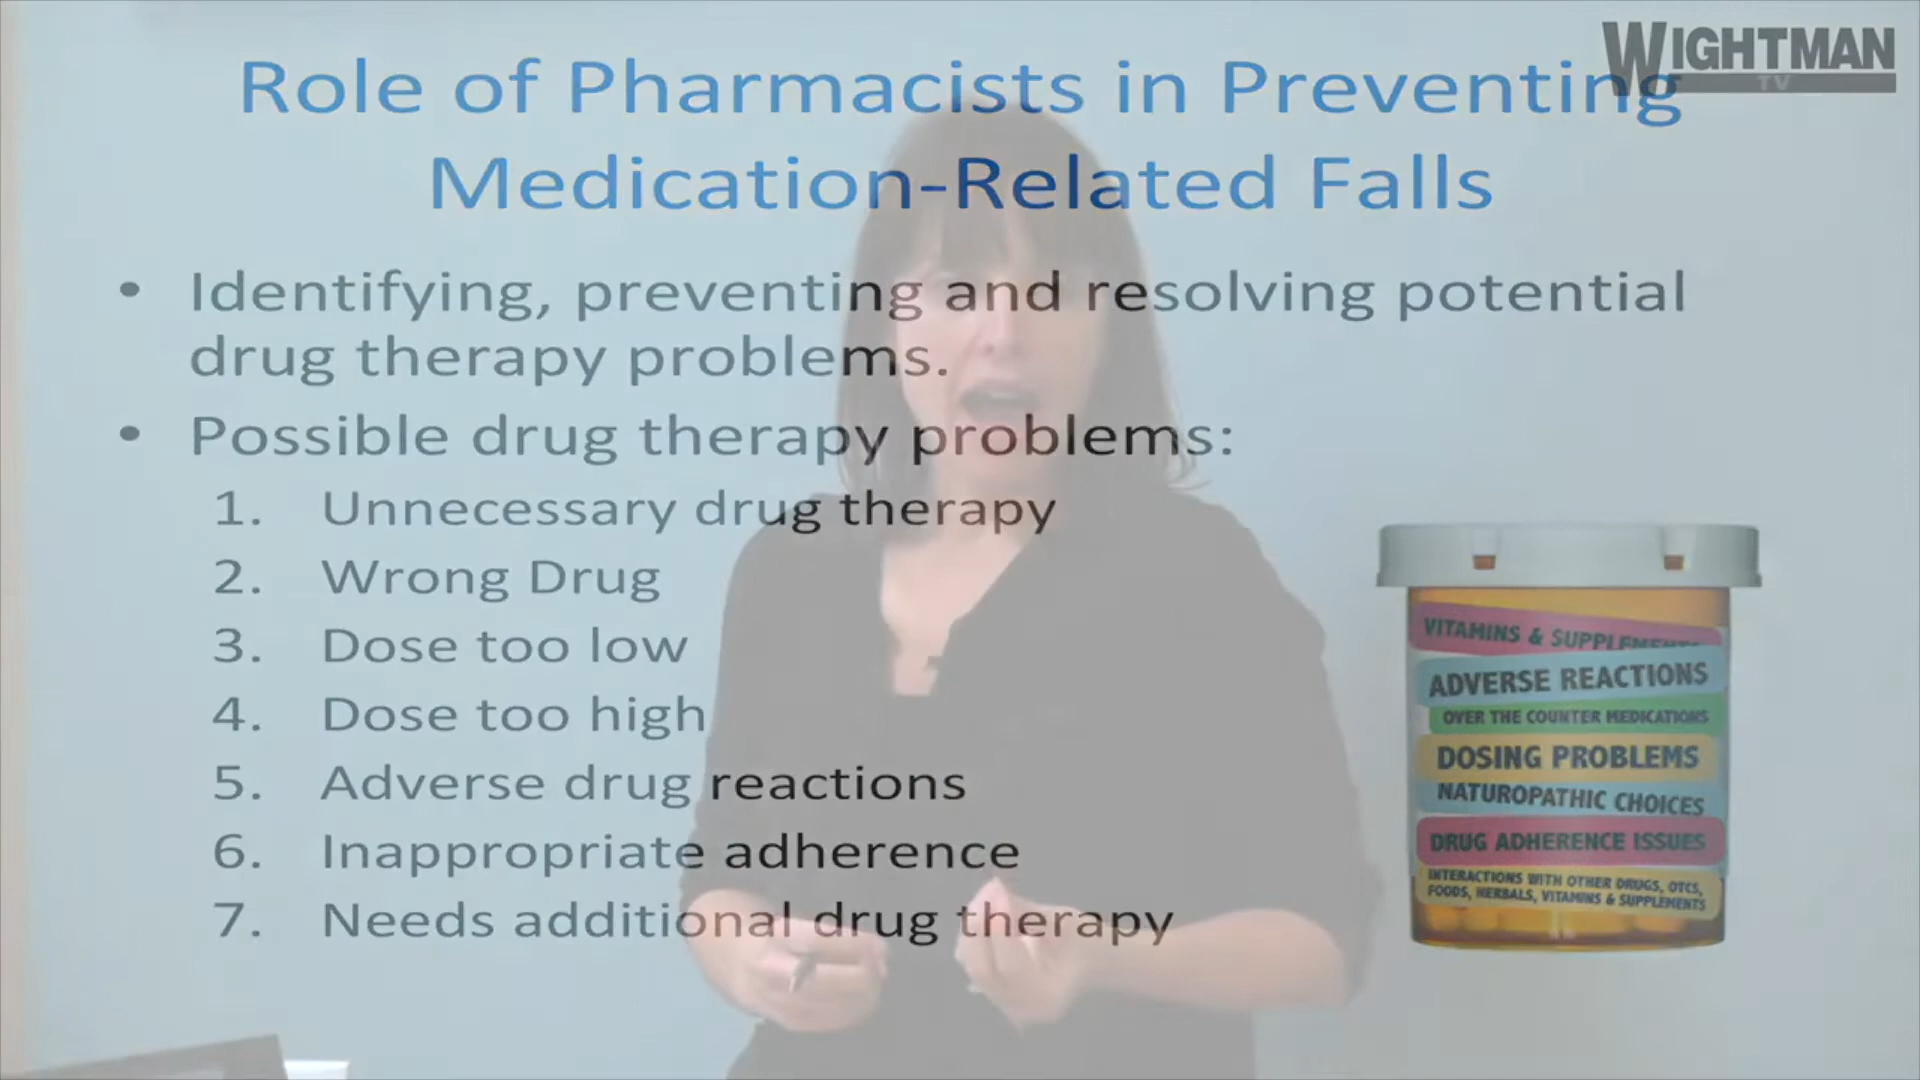 WIGHTMAN
TV
Role of Pharmacists in Preventing
Medication-Related Falls
• Identifying, preventing and resolving potential
drug therapy problems.
• Possible drug therapy problems:
1. Unnecessary drug therapy
2. Wrong Drug
3. Dose too low
4. Dose too high
5. Adverse drug reactions
6. Inappropriate adherence
7. Needs additional drug therapy
VITAMINS & SUPPLEMENTS
ADVERSE REACTIONS
OVER THE COUNTER MEDICATIONS
DOSING PROBLEMS
NATUROPATHIC CHOICES
DRUG ADHERENCE ISSUES
INTERACTIONS WITH OTHER DRUGS, OTCS,
FOODS, HERBALS, VITAMINS & SUPPLEMENTS